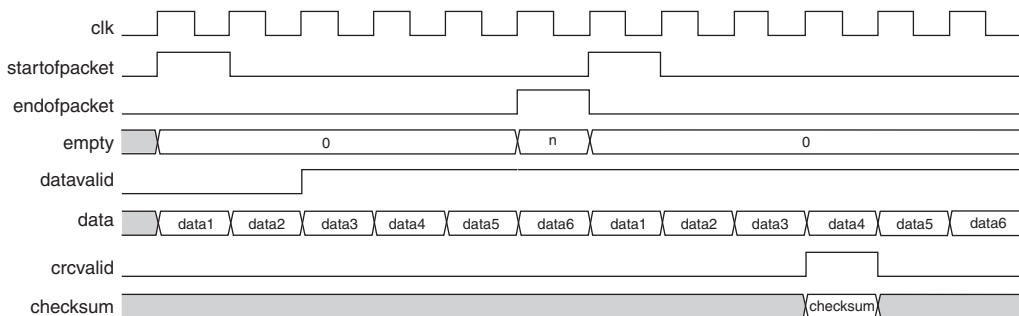 clk
startofpacket
endofpacket
empty 0 n 0
datavalid
data data1 data2 data3 data4 data5 data6 data1 data2 data3 data4 data5 data6
crcvalid
checksum checksum